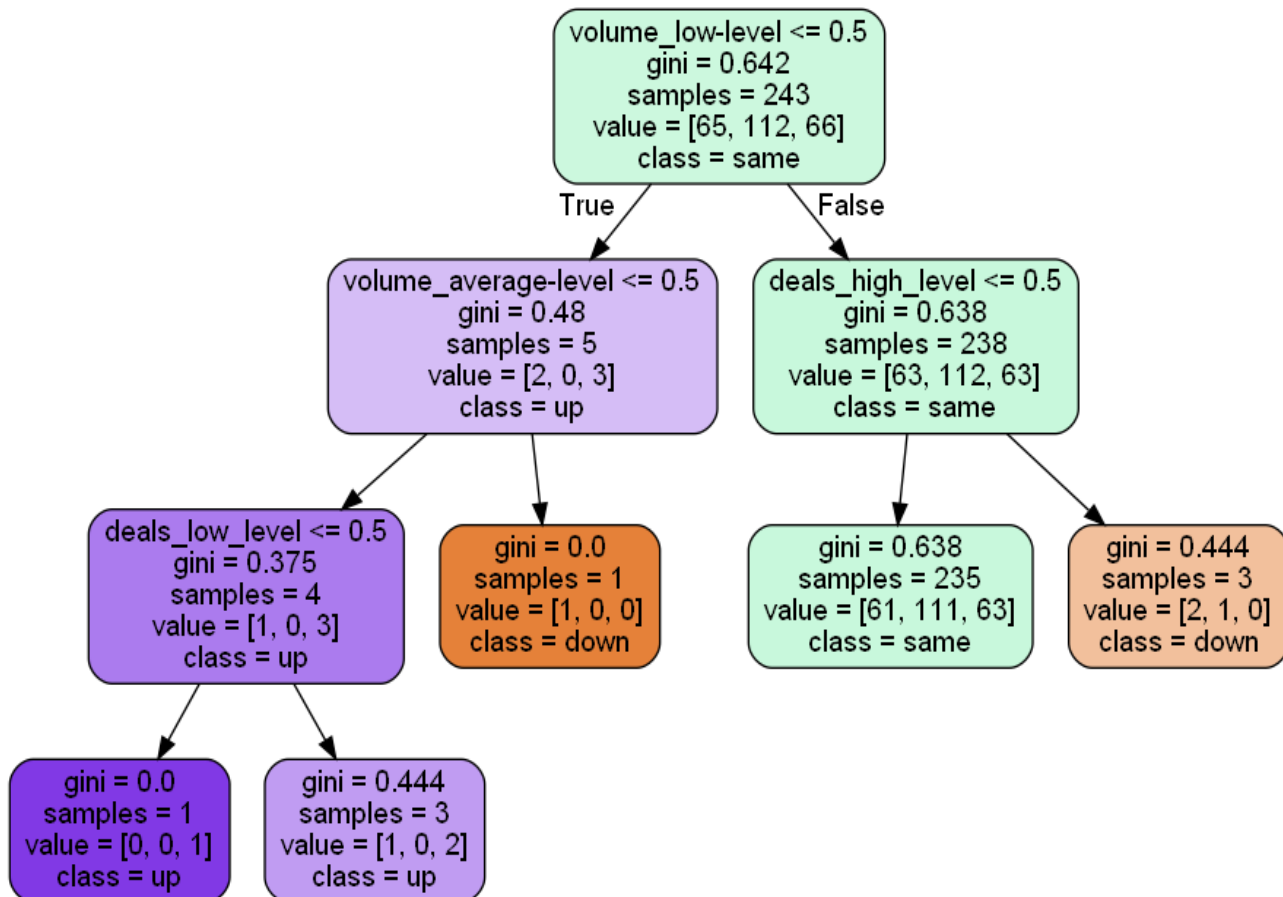 volume_low-level <= 0.5
gini = 0.642
samples = 243
value = [65, 112, 66]
class = same
True
False
volume_average-level <= 0.5
gini = 0.48
samples = 5
value = [2, 0, 3]
class = up
deals_high_level <= 0.5
gini = 0.638
samples = 238
value = [63, 112, 63]
class = same
deals_low_level <= 0.5
gini = 0.375
samples = 4
value = [1, 0, 3]
class = up
gini = 0.0
samples = 1
value = [1, 0, 0]
class = down
gini = 0.638
samples = 235
value = [61, 111, 63]
class = same
gini = 0.444
samples = 3
value = [2, 1, 0]
class = down
gini = 0.0
samples = 1
value = [0, 0, 1]
class = up
gini = 0.444
samples = 3
value = [1, 0, 2]
class = up